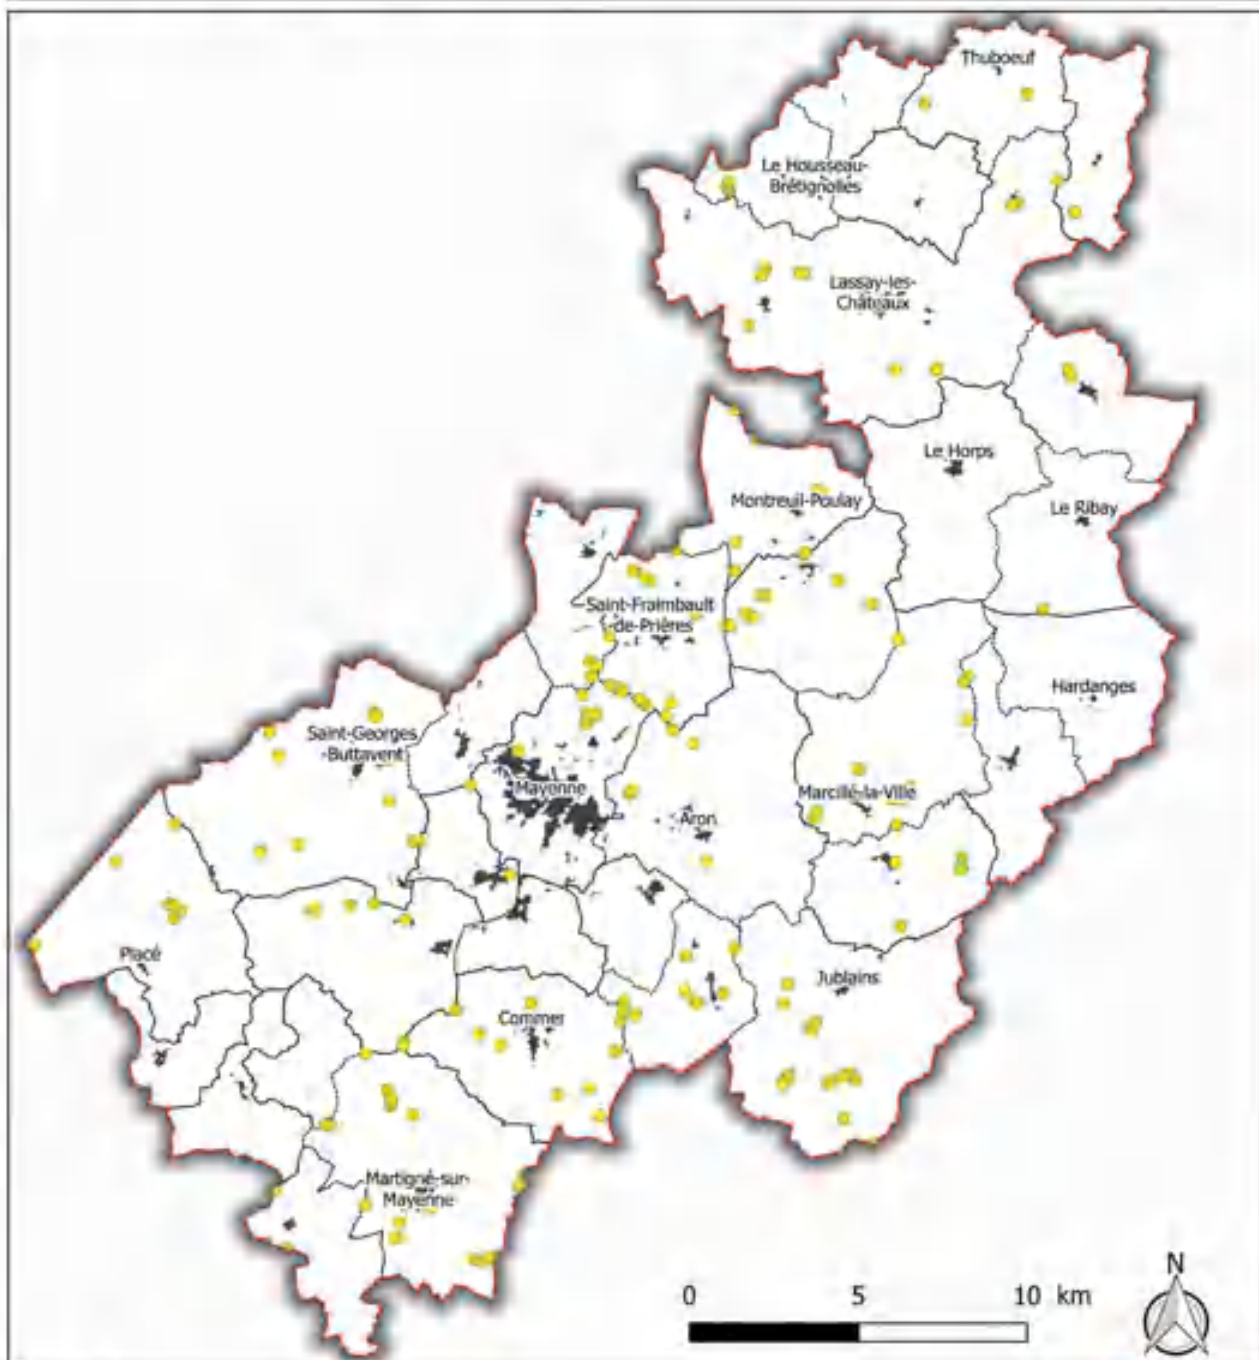 Thuboeuf
Le Housseau-
Brétignolles
Lassay-les-
Châteaux
Le Horps
Montreuil-Poulay
Le Ribay
Saint-Fraimbault
-de-Prières
Hardanges
Saint-Georges
-Buttavent
Mayenne
Marcillé-la-Ville
Aron
Placé
Jublains
Commer
Martigné-sur-
Mayenne
N
0 5 10 km